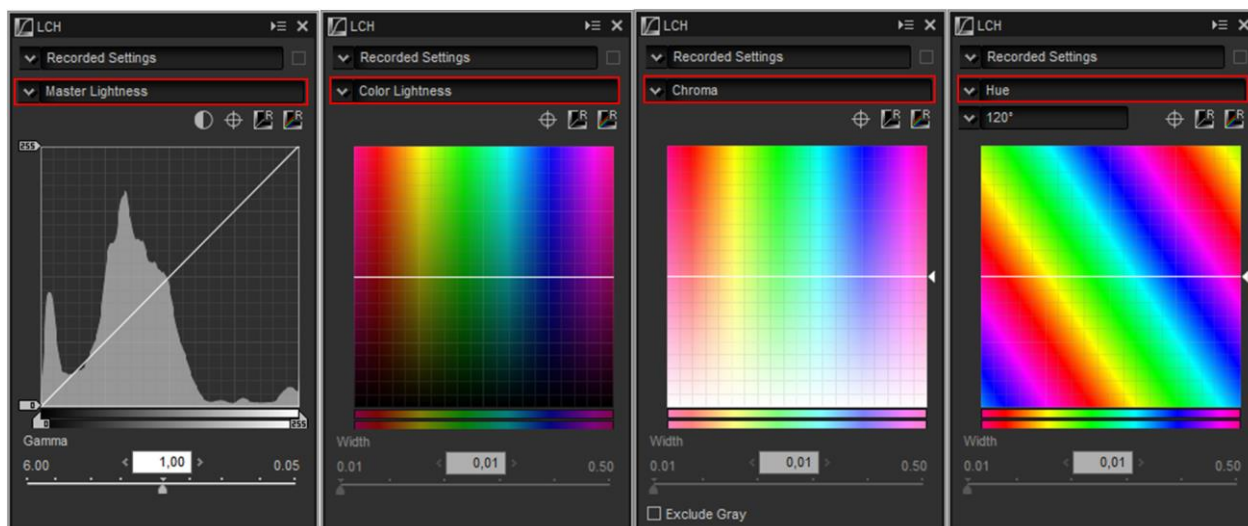 LCH
Recorded Settings
Master Lightness
255
0
0
255
Gamma
6.00
1,00
0.05
LCH
Recorded Settings
Color Lightness
Width
0.01
0,01
0.50
LCH
Recorded Settings
Chroma
Width
0.01
0,01
0.50
Exclude Gray
LCH
Recorded Settings
Hue
120°
Width
0.01
0,01
0.50